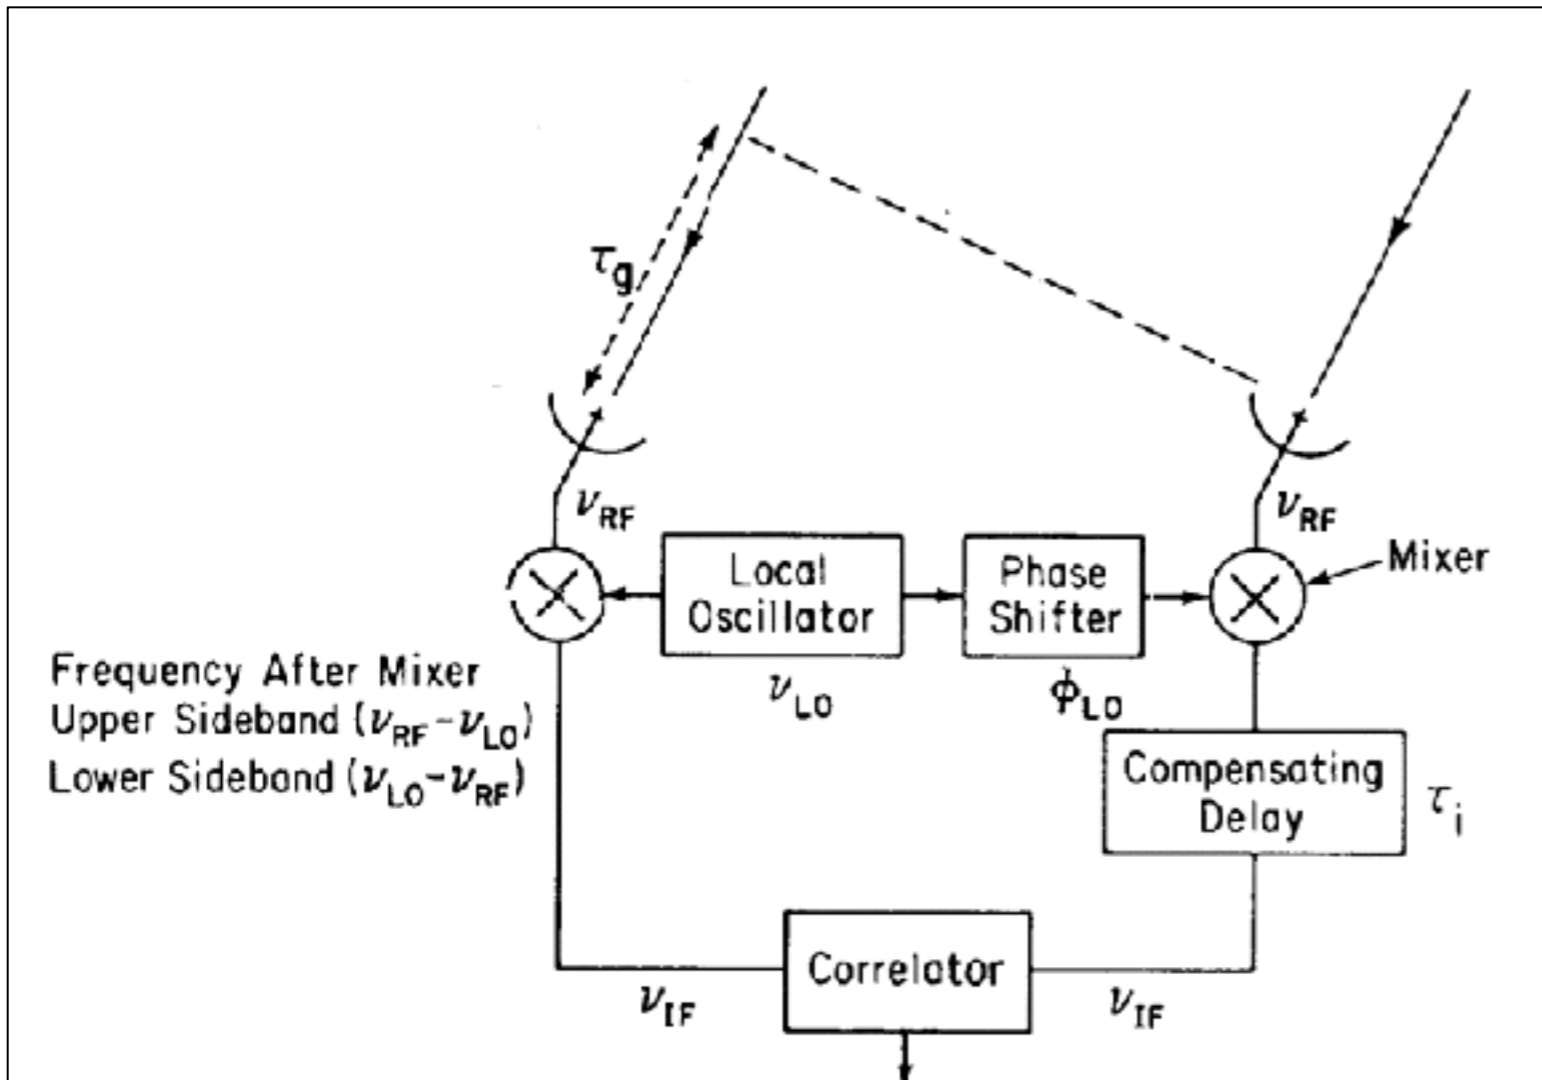 τg
νRF
νRF
Local
Oscillator
Phase
Shifter
Mixer
Frequency After Mixer
Upper Sideband (νRF-νLO)
Lower Sideband (νLO-νRF)
νLO
ϕLO
Compensating
Delay
τi
Correlator
νIF
νIF